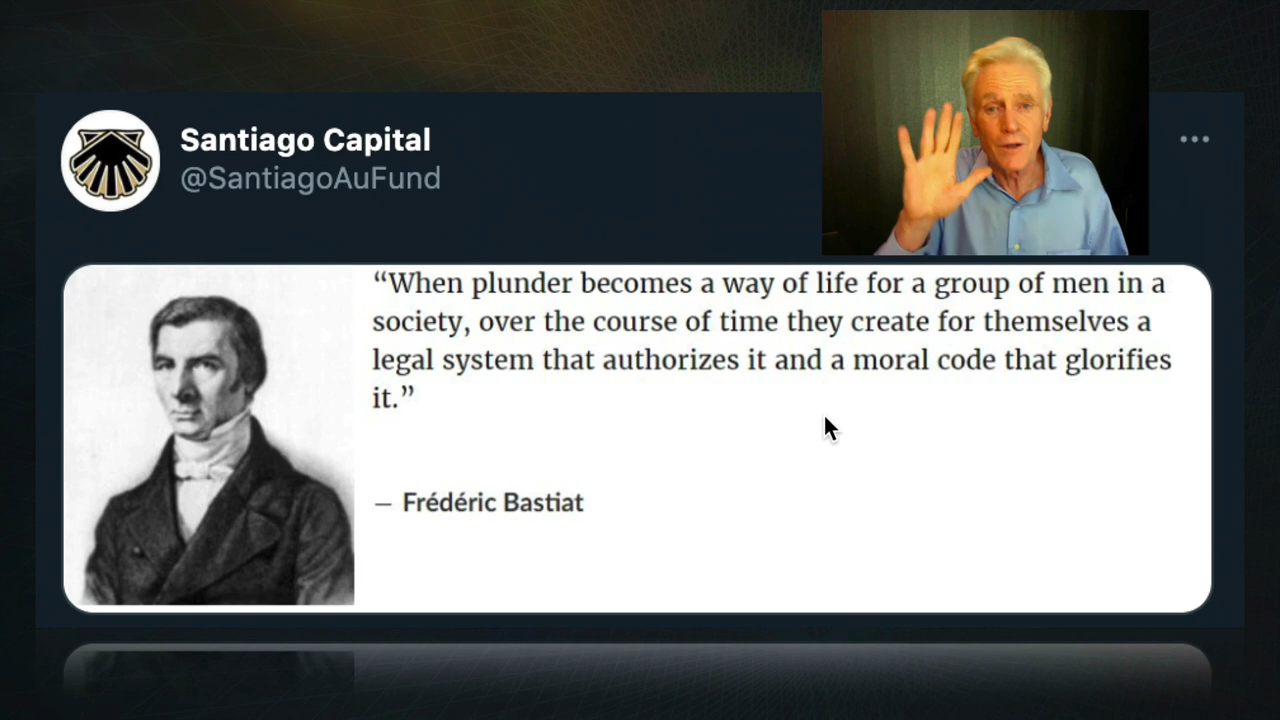 Santiago Capital
@SantiagoAuFund
“When plunder becomes a way of life for a group of men in a
society, over the course of time they create for themselves a
legal system that authorizes it and a moral code that glorifies
it.”
— Frédéric Bastiat